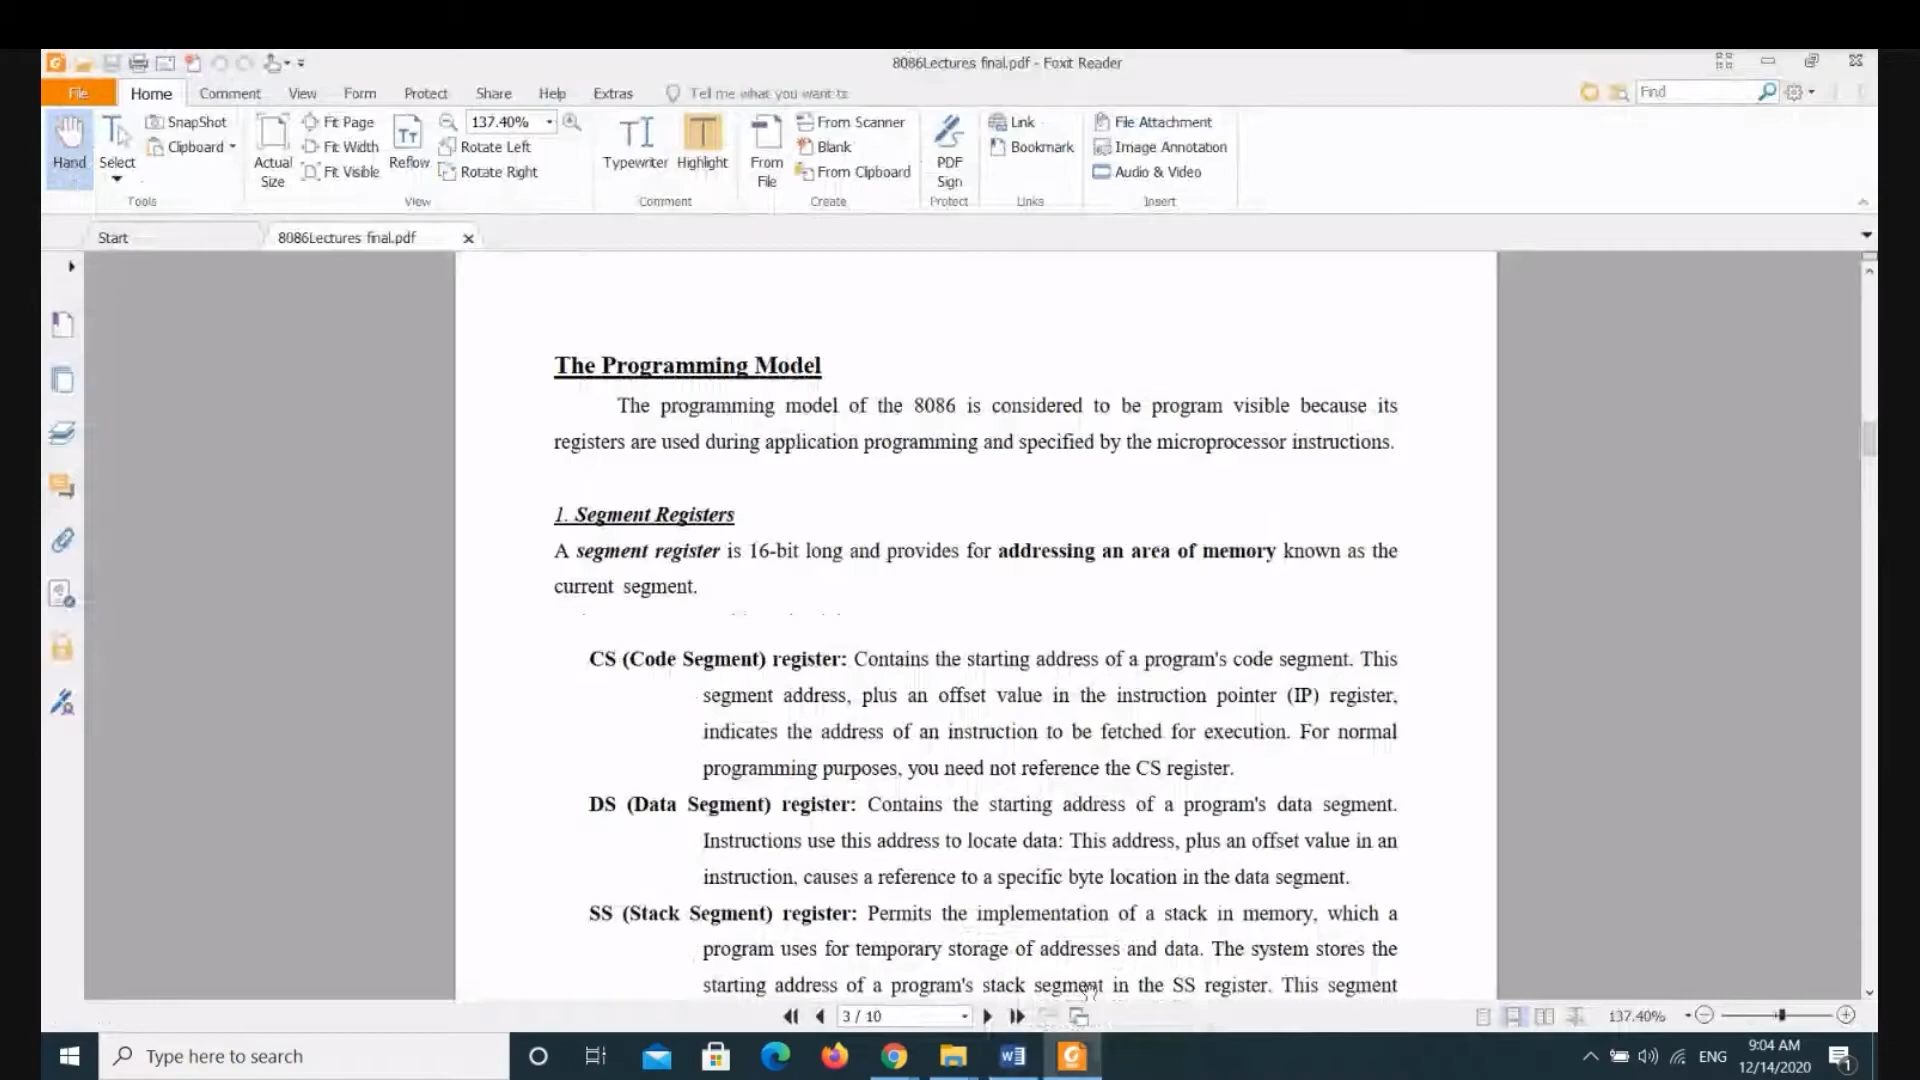 8086Lectures final.pdf - Foxit Reader
File Home Comment View Form Protect Share Help Extras Tell me what you want to Find
Hand Select SnapShot Clipboard Tools
Actual Size Fit Page Fit Width Fit Visible Reflow 137.40% Rotate Left Rotate Right View
Typewriter Highlight Comment
From File From Scanner Blank From Clipboard Create
PDF Sign Protect
Link Bookmark Links
File Attachment Image Annotation Audio & Video Insert
Start 8086Lectures final.pdf
The Programming Model
The programming model of the 8086 is considered to be program visible because its
registers are used during application programming and specified by the microprocessor instructions.
1. Segment Registers
A segment register is 16-bit long and provides for addressing an area of memory known as the
current segment.
CS (Code Segment) register: Contains the starting address of a program's code segment. This
segment address, plus an offset value in the instruction pointer (IP) register,
indicates the address of an instruction to be fetched for execution. For normal
programming purposes, you need not reference the CS register.
DS (Data Segment) register: Contains the starting address of a program's data segment.
Instructions use this address to locate data: This address, plus an offset value in an
instruction, causes a reference to a specific byte location in the data segment.
SS (Stack Segment) register: Permits the implementation of a stack in memory, which a
program uses for temporary storage of addresses and data. The system stores the
starting address of a program's stack segment in the SS register. This segment
3 / 10 137.40%
Type here to search ENG 9:04 AM
12/14/2020 1